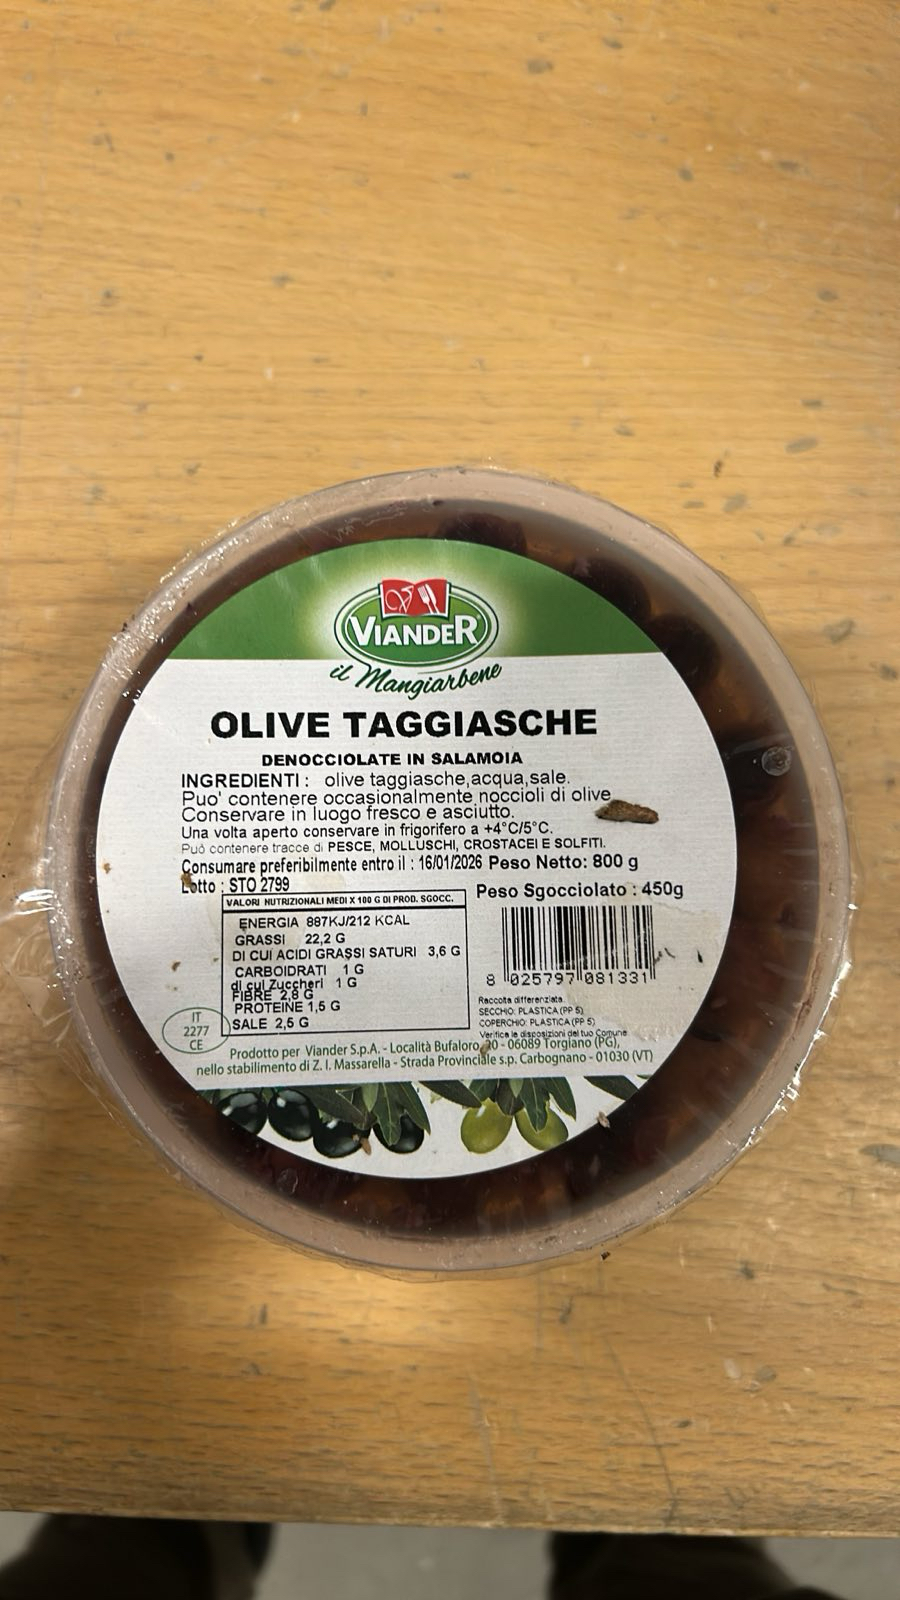 VIANDER®
il Mangiarbene
OLIVE TAGGIASCHE
DENOCCIOLATE IN SALAMOIA
INGREDIENTI : olive taggiasche,acqua,sale.
Puo' contenere occasionalmente noccioli di olive
Conservare in luogo fresco e asciutto.
Una volta aperto conservare in frigorifero a +4°C/5°C.
Può contenere tracce di PESCE, MOLLUSCHI, CROSTACEI E SOLFITI.
Consumare preferibilmente entro il : 16/01/2026 Peso Netto: 800 g
Lotto : STO 2799
Peso Sgocciolato : 450g
VALORI NUTRIZIONALI MEDI X 100 G DI PROD. SGOCC.
ENERGIA 887KJ/212 KCAL
GRASSI 22,2 G
DI CUI ACIDI GRASSI SATURI 3,6 G
CARBOIDRATI 1 G
di cui Zuccheri 1 G
FIBRE 2,8 G
PROTEINE 1,5 G
SALE 2,5 G
8 025797 081331
Raccolta differenziata.
SECCHIO: PLASTICA (PP 5)
COPERCHIO: PLASTICA (PP 5)
Verifica le disposizioni del tuo Comune
IT
2277
CE
Prodotto per Viander S.p.A. - Località Bufaloro, 20 - 06089 Torgiano (PG),
nello stabilimento di Z. I. Massarella - Strada Provinciale s.p. Carbognano - 01030 (VT)